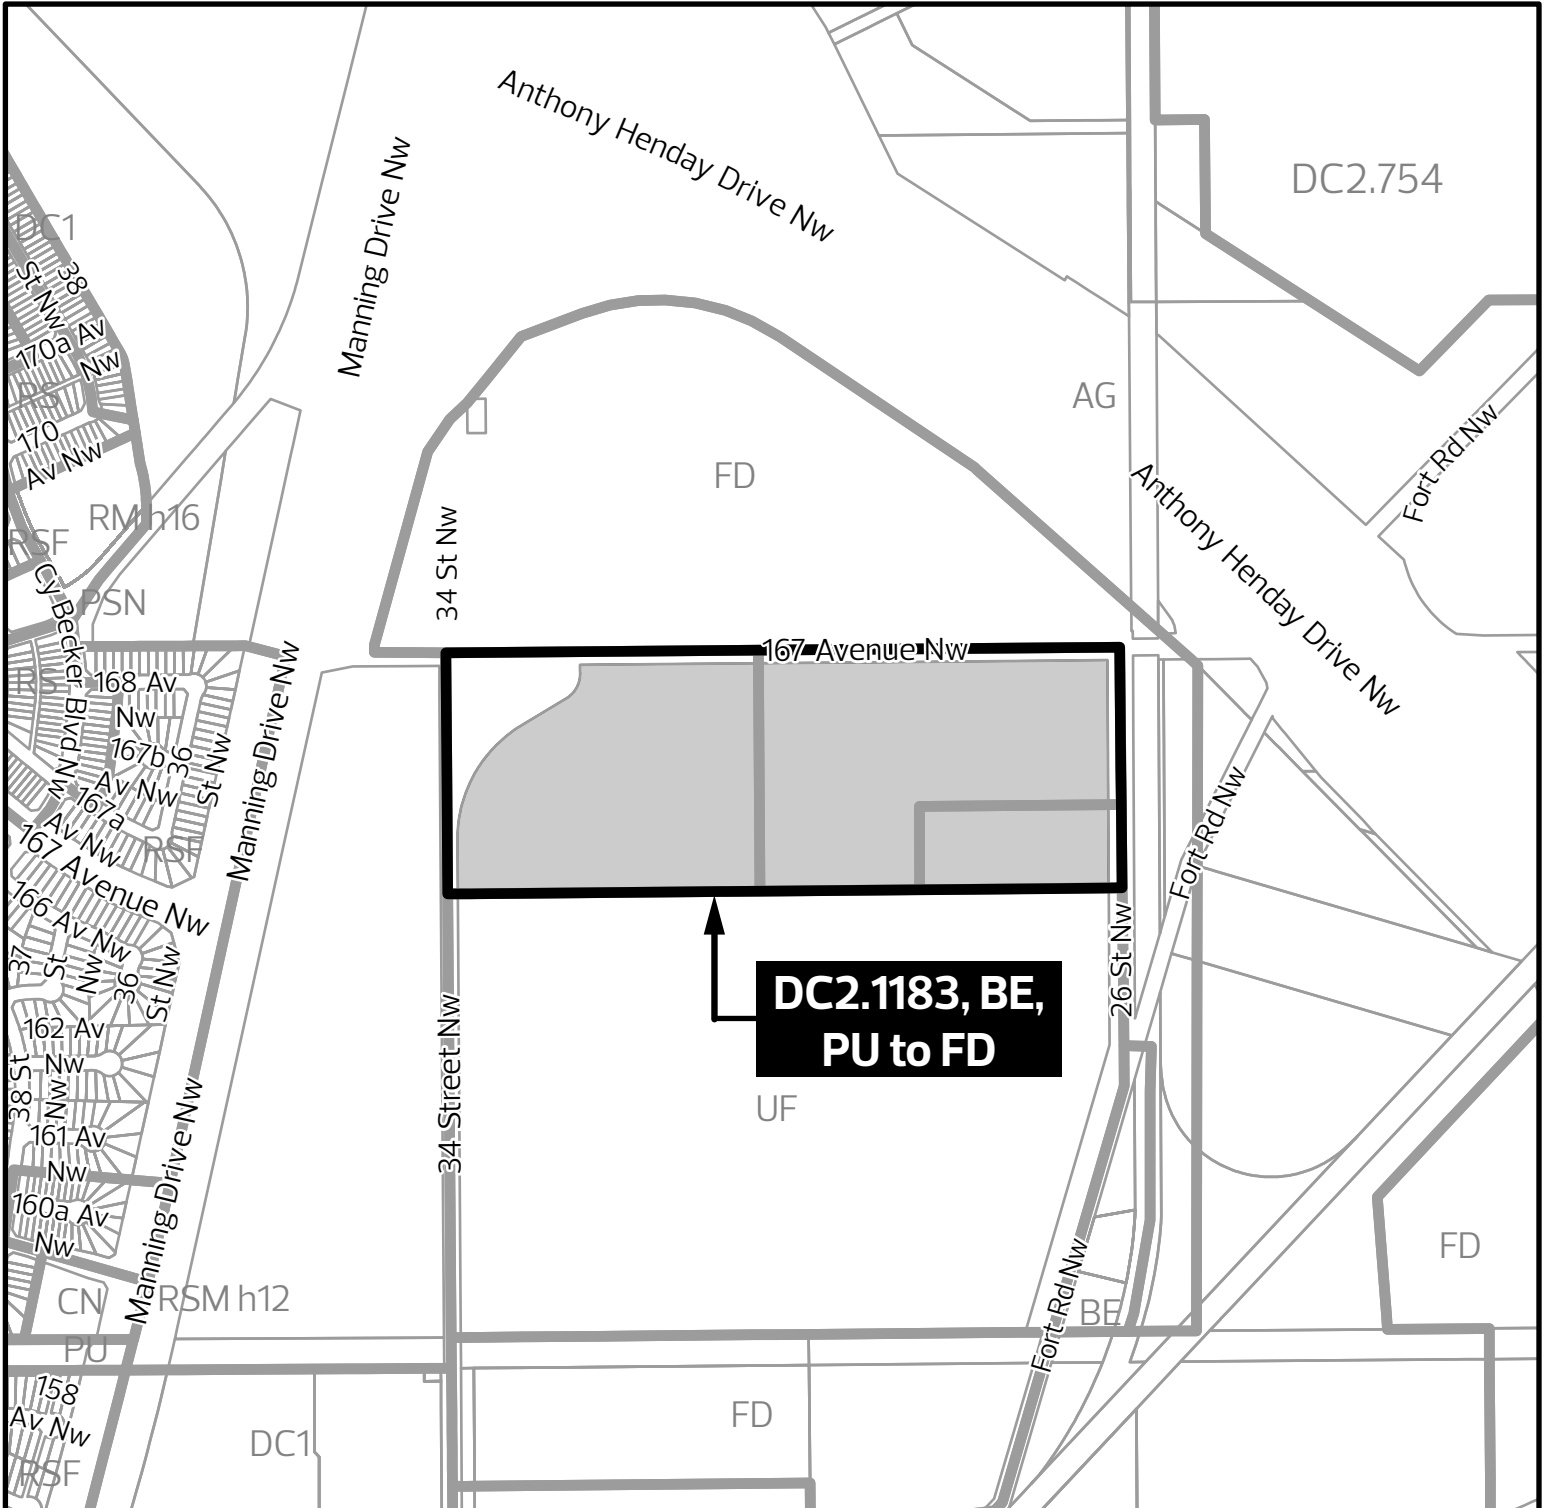 Anthony Henday Drive Nw
Manning Drive Nw
DC2.754
DC1
38
St Nw
170a Av
Nw
RS
170
Av Nw
AG
Fort Rd Nw
FD
RM h16
RSF
34 St Nw
Anthony Henday Drive Nw
PSN
Cy Becker Blvd Nw
167 Avenue Nw
RS
168 Av
Nw
167b
Av Nw
36
St Nw
Manning Drive Nw
167a
Av Nw
RSF
Fort Rd Nw
167 Avenue Nw
166 Av Nw
37
St
Nw
36
St Nw
26 St Nw
DC2.1183, BE,
PU to FD
162 Av
Nw
38 St
Nw
34 Street Nw
UF
161 Av
Nw
Manning Drive Nw
160a Av
Nw
FD
CN
RSM h12
BE
Fort Rd Nw
PU
158
Av Nw
FD
DC1
RSF